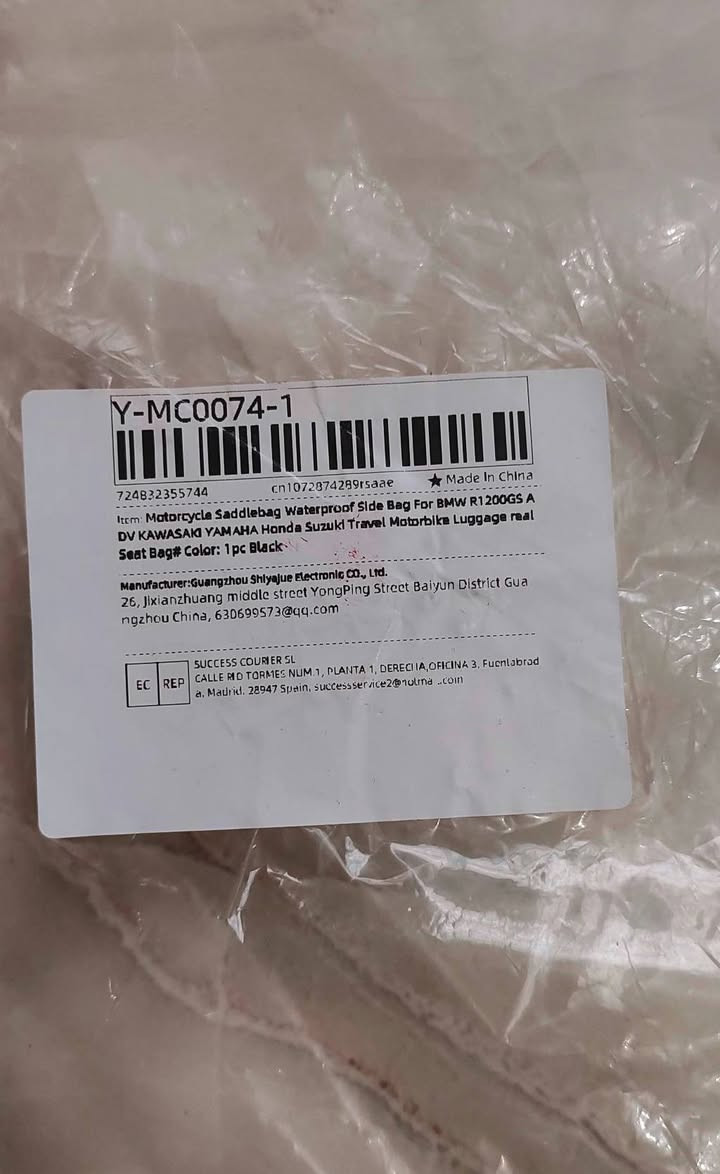 Y-MC0074-1
724832355744 cn1072874289rsaae ★ Made In China
Item: Motorcycle Saddlebag Waterproof Side Bag For BMW R1200GS A
DV KAWASAKI YAMAHA Honda Suzuki Travel Motorbike Luggage real
Seat Bag# Color: 1pc Black
Manufacturer:Guangzhou Shiyajue Electronic CO., Ltd.
26, Jixianzhuang middle street YongPing Street Baiyun District Gua
ngzhou China, 630699573@qq.com
EC REP
SUCCESS COURIER SL
CALLE RIO TORMES NUM.1, PLANTA 1, DERECHA,OFICINA 3, Fuenlabrad
a, Madrid, 28947 Spain,